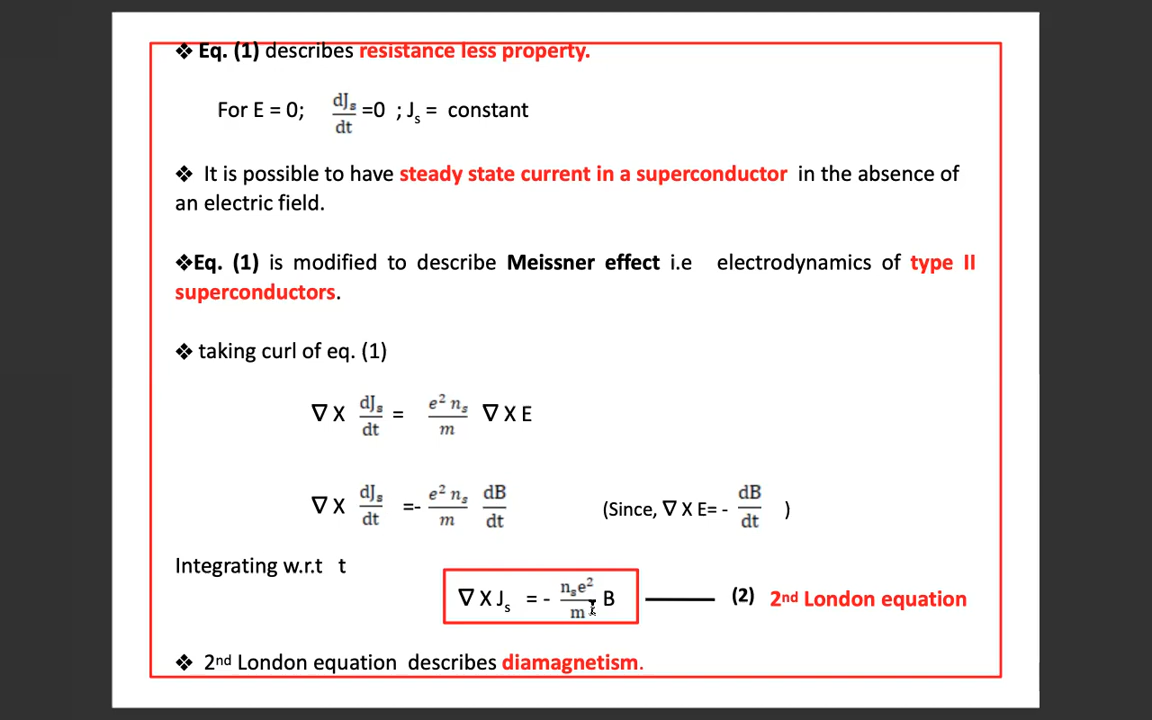 ❖ Eq. (1) describes resistance less property.
For E = 0; dJₛ/dt =0 ; Jₛ = constant
❖ It is possible to have steady state current in a superconductor in the absence of
an electric field.
❖Eq. (1) is modified to describe Meissner effect i.e electrodynamics of type II
superconductors.
❖ taking curl of eq. (1)
∇ X dJₛ/dt = e² nₛ/m ∇ X E
∇ X dJₛ/dt =- e² nₛ/m dB/dt (Since, ∇ X E= - dB/dt )
Integrating w.r.t t
∇ X Jₛ = - nₛe²/m B (2) 2nd London equation
❖ 2nd London equation describes diamagnetism.